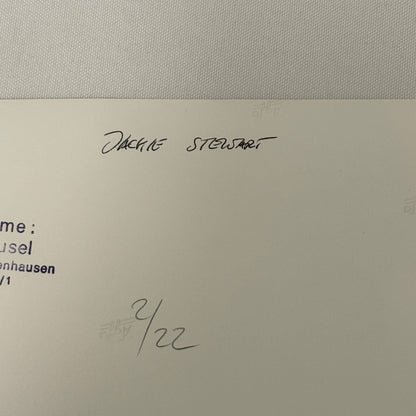 JACKIE STEWART
me:
usel
enhausen
/1
2/22